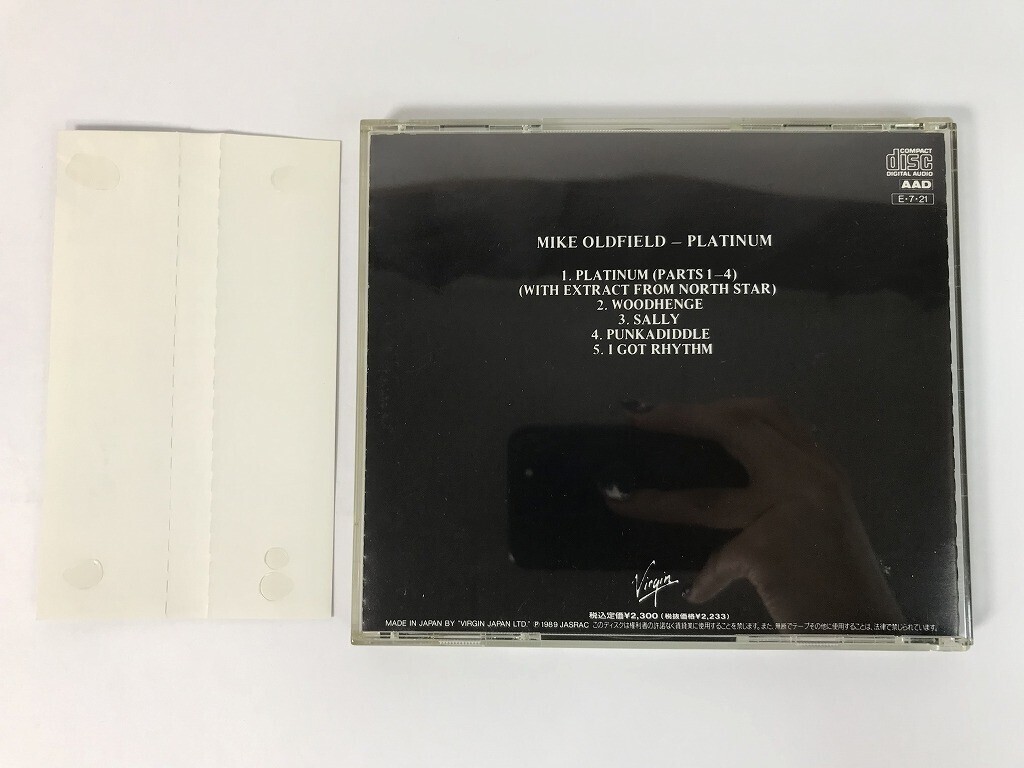 COMPACT
disc
DIGITAL AUDIO
AAD
E・7・21
MIKE OLDFIELD – PLATINUM
1. PLATINUM (PARTS 1–4)
(WITH EXTRACT FROM NORTH STAR)
2. WOODHENGE
3. SALLY
4. PUNKADIDDLE
5. I GOT RHYTHM
Virgin
税込定価¥2,300 (税抜価格¥2,233)
MADE IN JAPAN BY "VIRGIN JAPAN LTD." ℗ 1989 JASRAC このディスクは権利者の許諾なく賃貸業に使用することを禁じます。また、無断でテープその他に使用することは、法律で禁じられています。